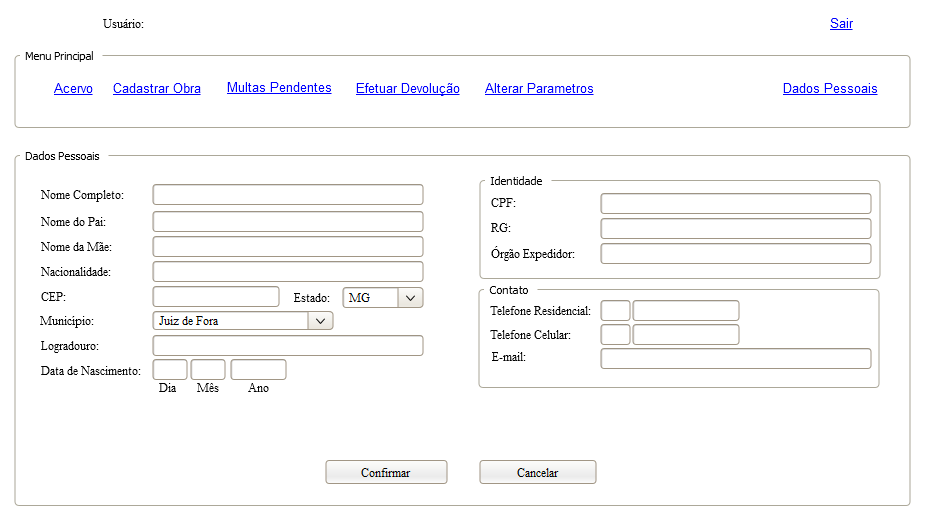 Usuário: Sair
Menu Principal
Acervo Cadastrar Obra Multas Pendentes Efetuar Devolução Alterar Parametros Dados Pessoais
Dados Pessoais
Nome Completo:
Nome do Pai:
Nome da Mãe:
Nacionalidade:
CEP: Estado: MG
Município: Juiz de Fora
Logradouro:
Data de Nascimento:
Dia Mês Ano
Identidade
CPF:
RG:
Órgão Expedidor:
Contato
Telefone Residencial:
Telefone Celular:
E-mail:
Confirmar Cancelar